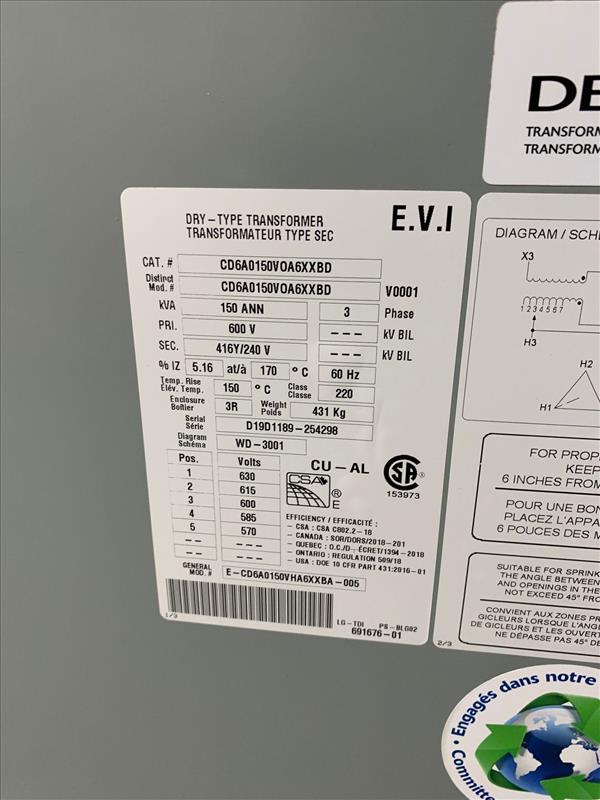 DRY-TYPE TRANSFORMER
TRANSFORMATEUR TYPE SEC
E.V.I
CAT. # CD6A0150VOA6XXBD
Distinct Mod. # CD6A0150VOA6XXBD V0001
kVA 150 ANN 3 Phase
PRI. 600 V --- kV BIL
SEC. 416Y/240 V --- kV BIL
% IZ 5.16 at/à 170 °C 60 Hz
Temp. Rise
Élév. Temp. 150 °C Class
Classe 220
Enclosure
Boîtier 3R Weight
Poids 431 Kg
Serial
Série D19D1189-254298
Diagram
Schéma WD-3001
Pos. Volts
1 630
2 615
3 600
4 585
5 570
--- ---
--- ---
CU-AL
CSA
®
E
SA
153973
EFFICIENCY / EFFICACITÉ :
- CSA : CSA C802.2-18
- CANADA : SOR/DORS/2018-201
- QUEBEC : O.C./D. ÉCRET/1394-2018
- ONTARIO : REGULATION 509/18
- USA : DOE 10 CFR PART 431:2016-01
GENERAL
MOD. # E-CD6A0150VHA6XXBA-005
1/3
LG-TDI PS-BLG02
691676-01
DE
TRANSFORM
TRANSFORM
DIAGRAM / SCHÉ
X3
1 2 3 4 5 6 7
H3
H2
H1
FOR PROP
KEEP
6 INCHES FROM
POUR UNE BON
PLACEZ L'APPA
6 POUCES DES M
SUITABLE FOR SPRINK
THE ANGLE BETWEEN
AND OPENINGS IN THE
NOT EXCEED 45° FRO
CONVIENT AUX ZONES PR
GICLEURS LORSQUE L'ANGL
DE GICLEURS ET LES OUVERT
NE DÉPASSE PAS 45° DE
2/3
Committe • Engagés dans notre